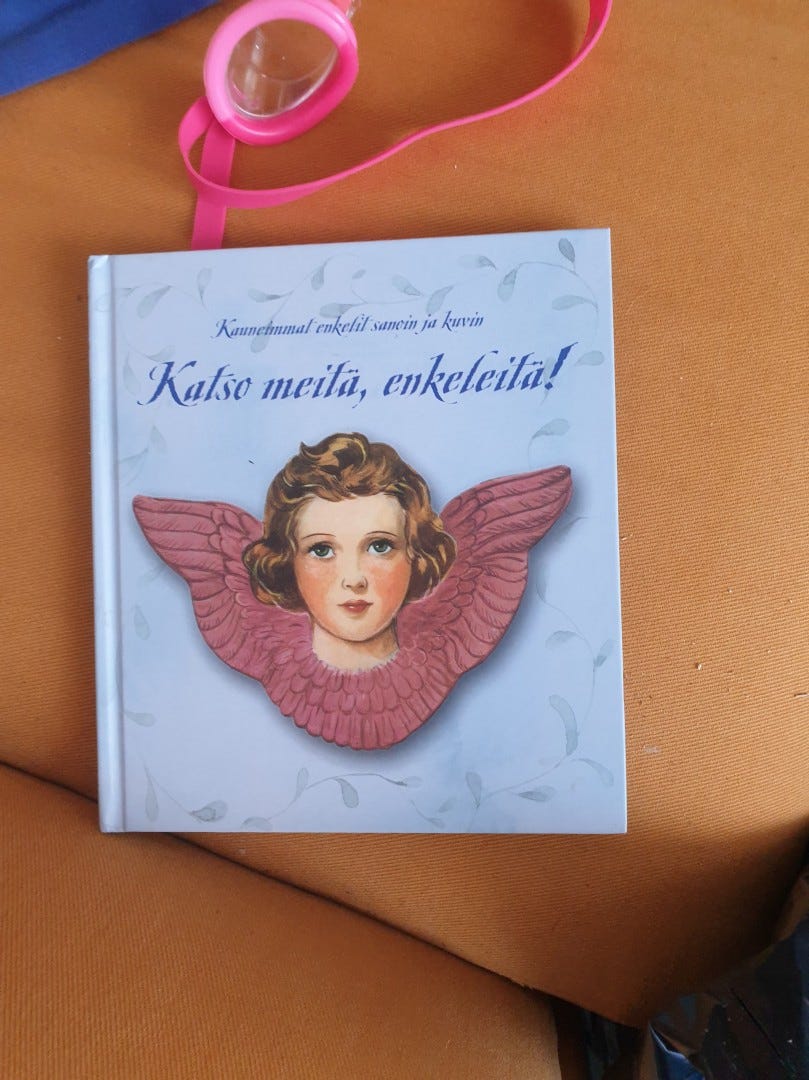 Kauneimmat enkelit sanoin ja kuvin
Katso meitä, enkeleitä!